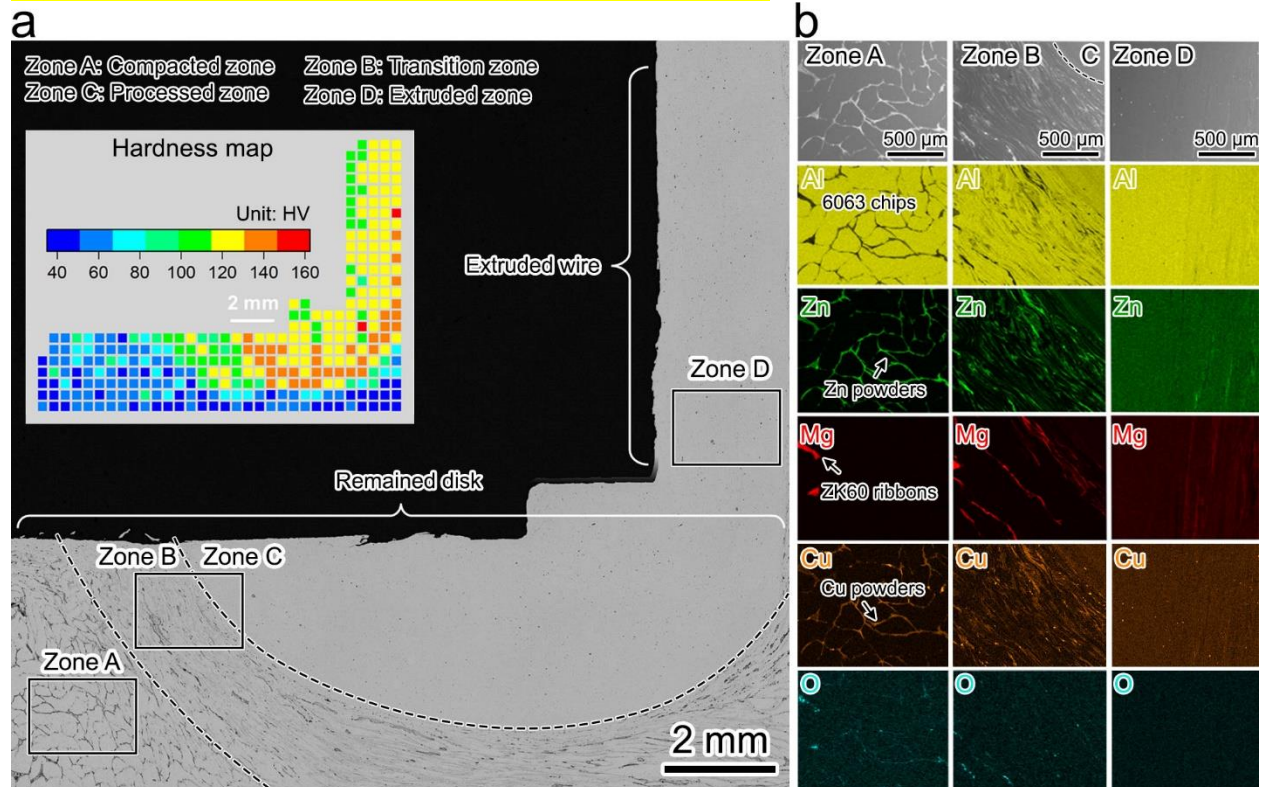 a
Zone A: Compacted zone
Zone B: Transition zone
Zone C: Processed zone
Zone D: Extruded zone
Hardness map
Unit: HV
40 60 80 100 120 140 160
2 mm
Extruded wire
Zone D
Remained disk
Zone B
Zone C
Zone A
2 mm
b
Zone A
500 µm
Zone B
C
500 µm
Zone D
500 µm
Al
6063 chips
Al
Al
Zn
Zn powders
Zn
Zn
Mg
ZK60 ribbons
Mg
Mg
Cu
Cu powders
Cu
Cu
O
O
O